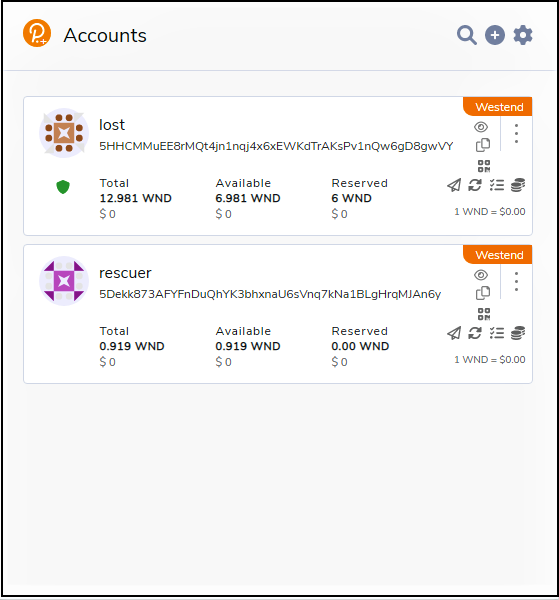 Accounts
Westend
lost
5HHCMMuEE8rMQt4jn1nqj4x6xEWKdTrAKsPv1nQw6gD8gwVY
Total Available Reserved
12.981 WND 6.981 WND 6 WND
$ 0 $ 0 $ 0
1 WND = $0.00
Westend
rescuer
5Dekk873AFYFnDuQhYK3bhxnaU6sVnq7kNa1BLgHrqMJAn6y
Total Available Reserved
0.919 WND 0.919 WND 0.00 WND
$ 0 $ 0 $ 0
1 WND = $0.00